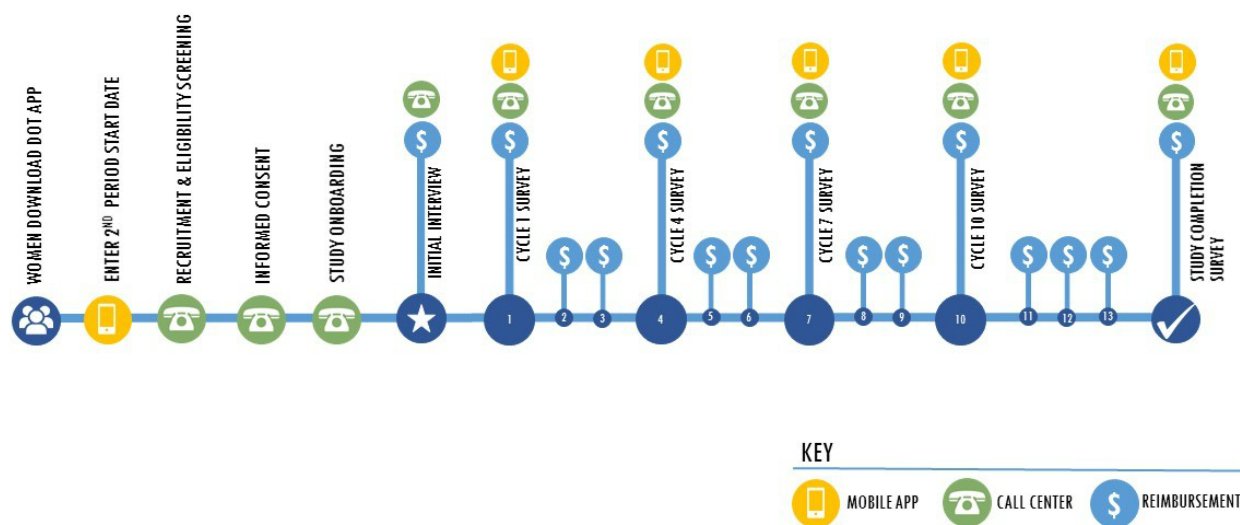 WOMEN DOWNLOAD DOT APP
ENTER 2ND PERIOD START DATE
RECRUITMENT & ELIGIBILITY SCREENING
INFORMED CONSENT
STUDY ONBOARDING
INITIAL INTERVIEW
CYCLE 1 SURVEY
CYCLE 4 SURVEY
CYCLE 7 SURVEY
CYCLE 10 SURVEY
STUDY COMPLETION
SURVEY
$ $ $ $ $ $
$ $ $ $ $ $ $ $ $
1 2 3 4 5 6 7 8 9 10 11 12 13
KEY
MOBILE APP
CALL CENTER
$ REIMBURSEMENT